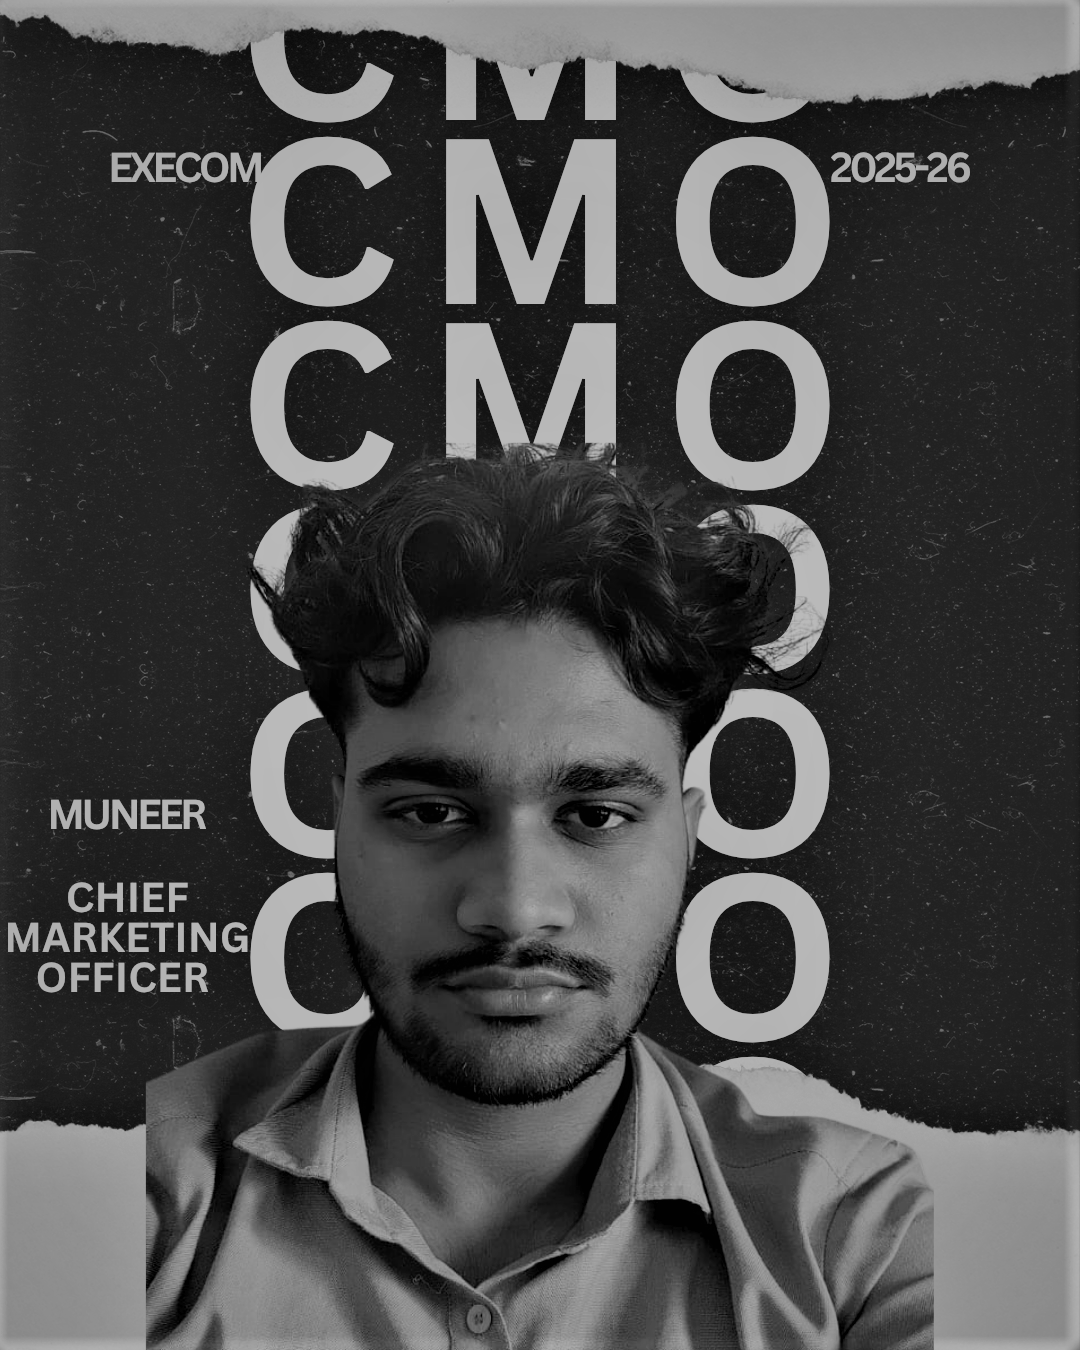 CMO
EXECOM
CMO
2025-26
CMO
C O
C O
MUNEER
C O
CHIEF
MARKETING
OFFICER